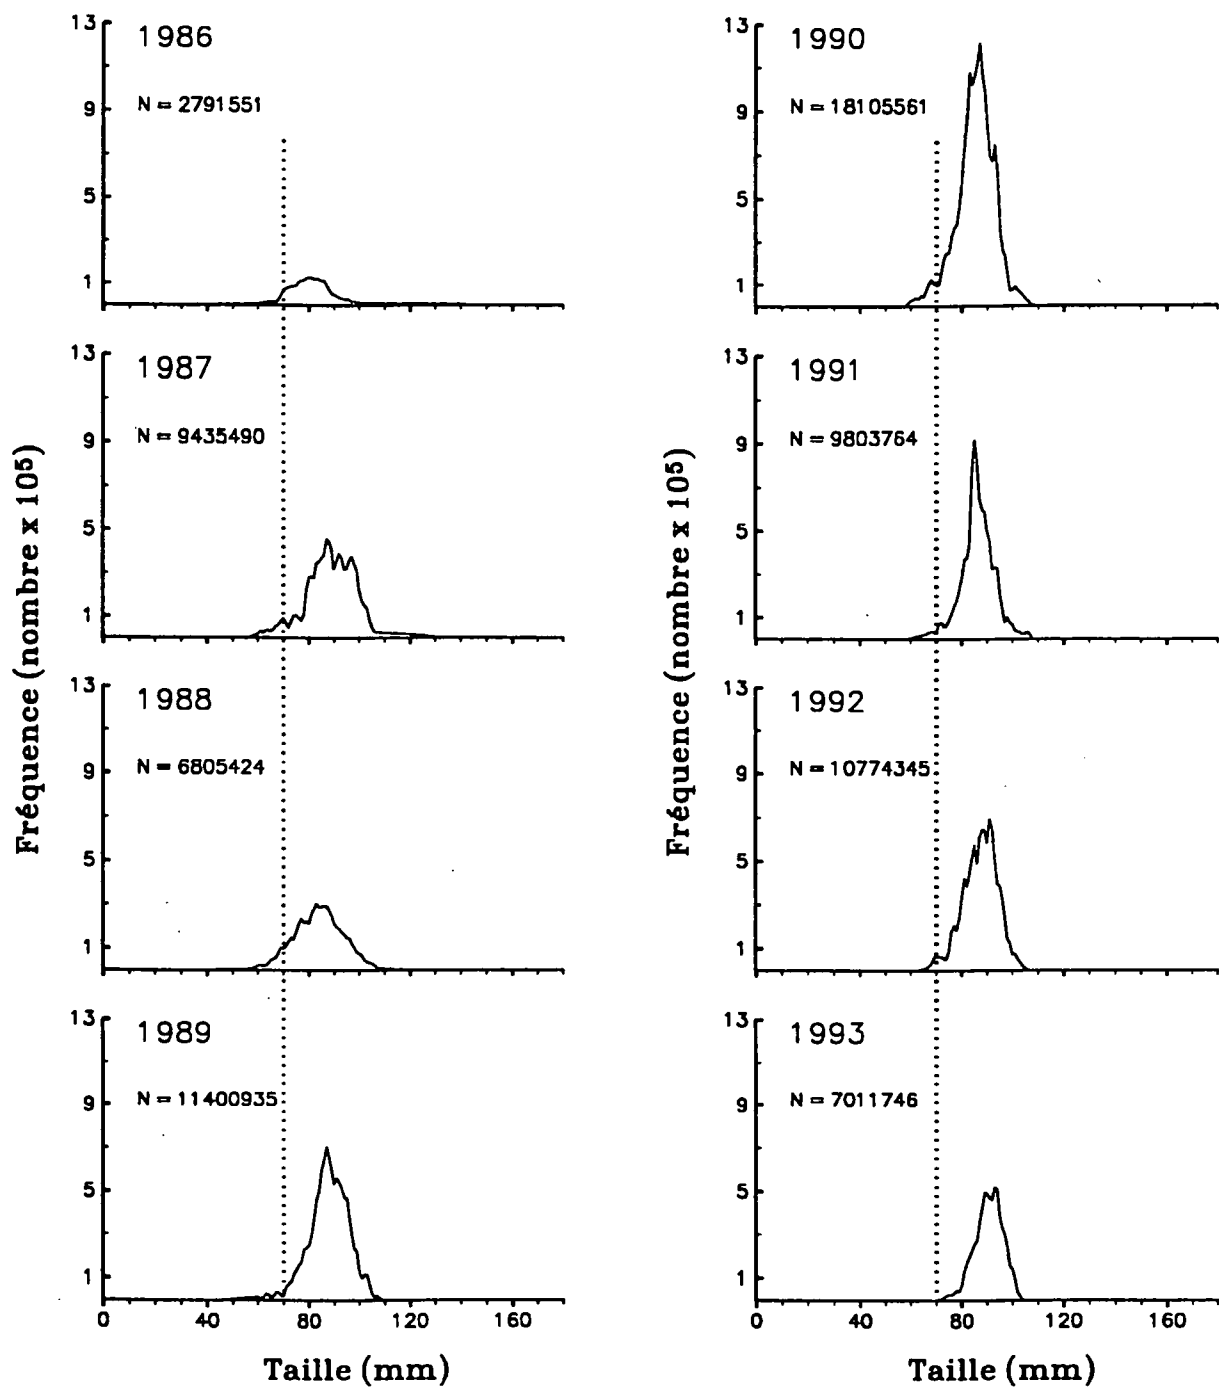 13
1986
N = 2791551
9
5
1
13
1987
N = 9435490
9
5
1
13
1988
N = 6805424
9
5
1
13
1989
N = 11400935
9
5
1
0 40 80 120 160
Taille (mm)
Fréquence (nombre x 10⁵)
13
1990
N = 18105561
9
5
1
13
1991
N = 9803764
9
5
1
13
1992
N = 10774345
9
5
1
13
1993
N = 7011746
9
5
1
0 40 80 120 160
Taille (mm)
Fréquence (nombre x 10⁵)